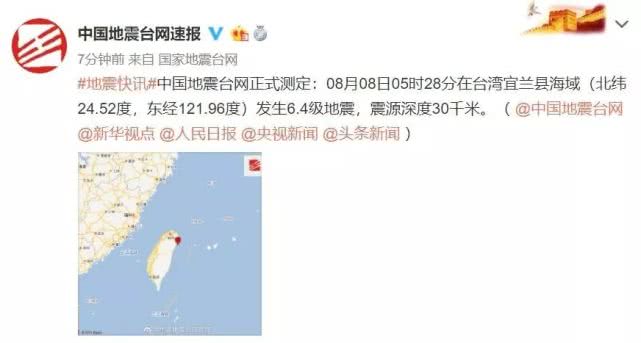 中国地震台网速报
7分钟前 来自 国家地震台网
#地震快讯#中国地震台网正式测定：08月08日05时28分在台湾宜兰县海域（北纬
24.52度，东经121.96度）发生6.4级地震，震源深度30千米。（ @中国地震台网
@新华视点 @人民日报 @央视新闻 @头条新闻 ）